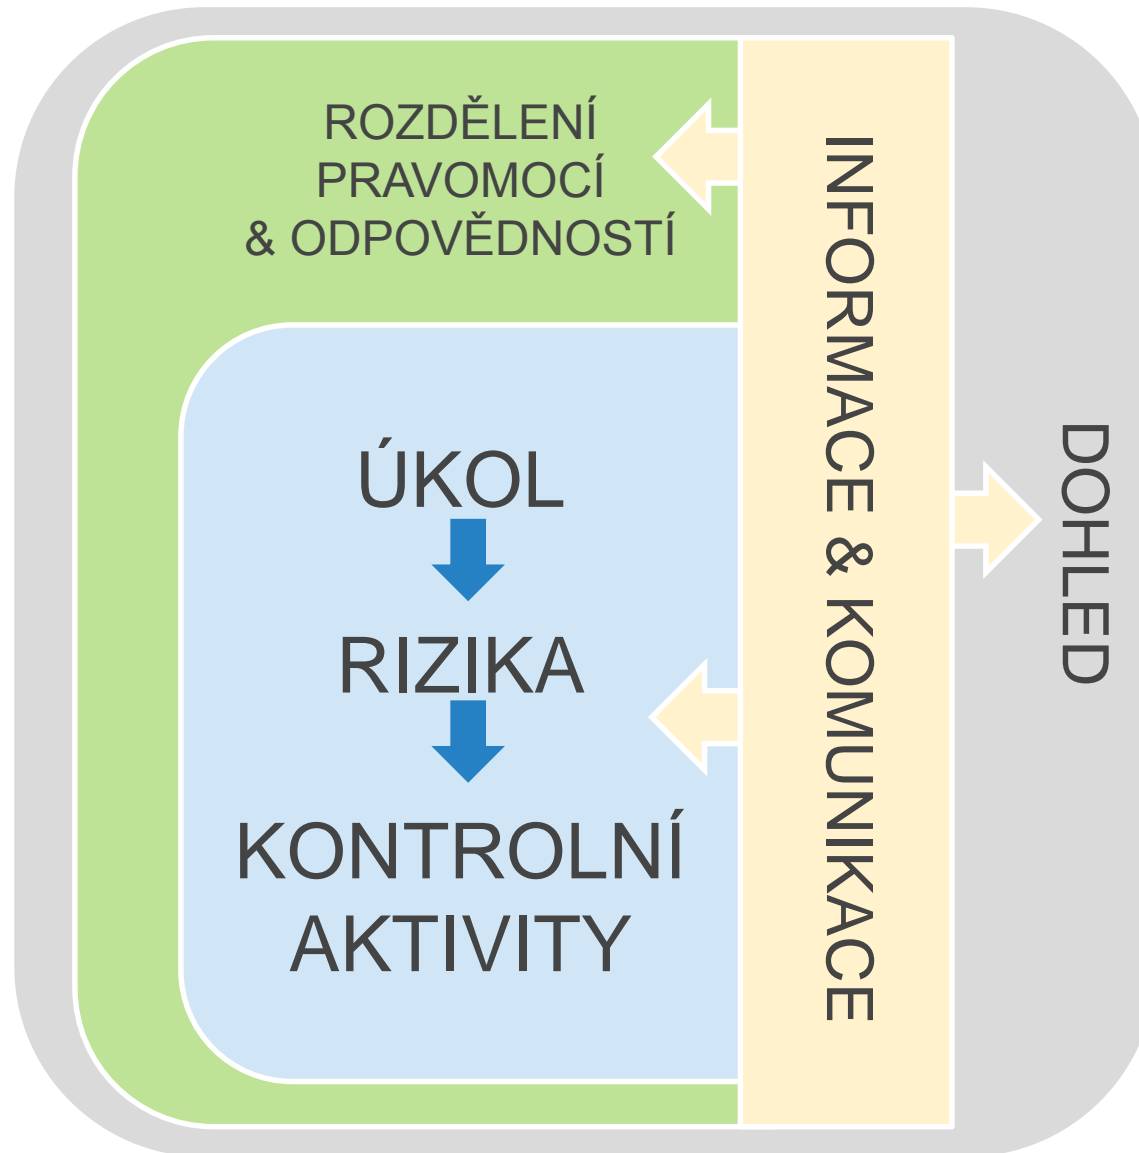 ROZDĚLENÍ
PRAVOMOCÍ
& ODPOVĚDNOSTÍ
ÚKOL
RIZIKA
KONTROLNÍ
AKTIVITY
INFORMACE & KOMUNIKACE
DOHLED